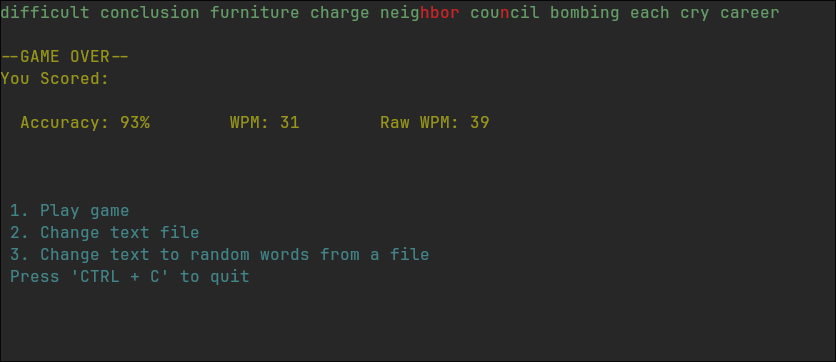 difficult conclusion furniture charge neighbor council bombing each cry career
--GAME OVER--
You Scored:
Accuracy: 93% WPM: 31 Raw WPM: 39
1. Play game
2. Change text file
3. Change text to random words from a file
Press 'CTRL + C' to quit